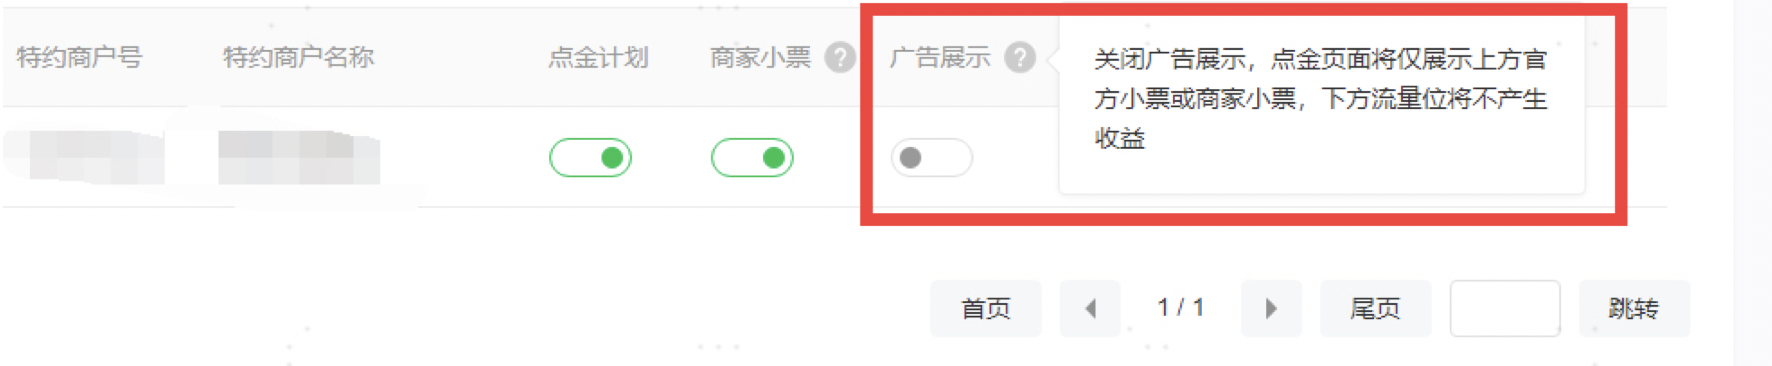 特约商户号 特约商户名称 点金计划 商家小票 ? 广告展示 ?
关闭广告展示，点金页面将仅展示上方官
方小票或商家小票，下方流量位将不产生
收益
首页 1 / 1 尾页 跳转